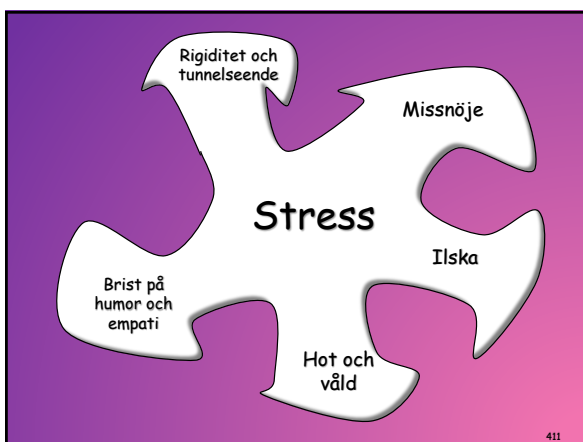 Rigiditet och
tunnelseende
Missnöje
Stress
Ilska
Brist på
humor och
empati
Hot och
våld
411